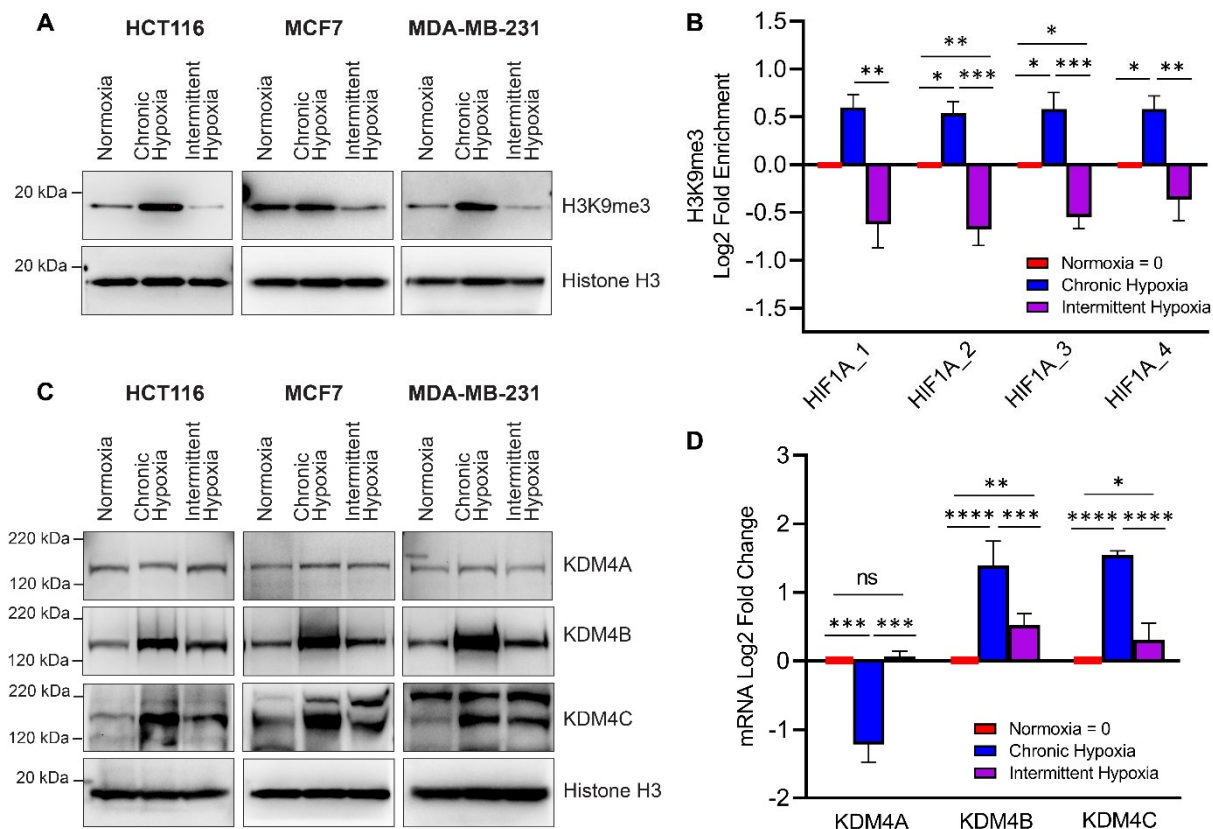 A
HCT116
MCF7
MDA-MB-231
Normoxia
Chronic
Hypoxia
Intermittent
Hypoxia
Normoxia
Chronic
Hypoxia
Intermittent
Hypoxia
Normoxia
Chronic
Hypoxia
Intermittent
Hypoxia
20 kDa
H3K9me3
20 kDa
Histone H3
B
H3K9me3
Log2 Fold Enrichment
1.5
1.0
0.5
0.0
-0.5
-1.0
-1.5
**
**
* ***
*
* ***
* **
Normoxia = 0
Chronic Hypoxia
Intermittent Hypoxia
HIF1A_1
HIF1A_2
HIF1A_3
HIF1A_4
C
HCT116
MCF7
MDA-MB-231
Normoxia
Chronic
Hypoxia
Intermittent
Hypoxia
Normoxia
Chronic
Hypoxia
Intermittent
Hypoxia
Normoxia
Chronic
Hypoxia
Intermittent
Hypoxia
220 kDa
120 kDa
KDM4A
220 kDa
120 kDa
KDM4B
220 kDa
120 kDa
KDM4C
20 kDa
Histone H3
D
mRNA Log2 Fold Change
3
2
1
0
-1
-2
ns
*** ***
**
**** ***
*
**** ****
Normoxia = 0
Chronic Hypoxia
Intermittent Hypoxia
KDM4A
KDM4B
KDM4C